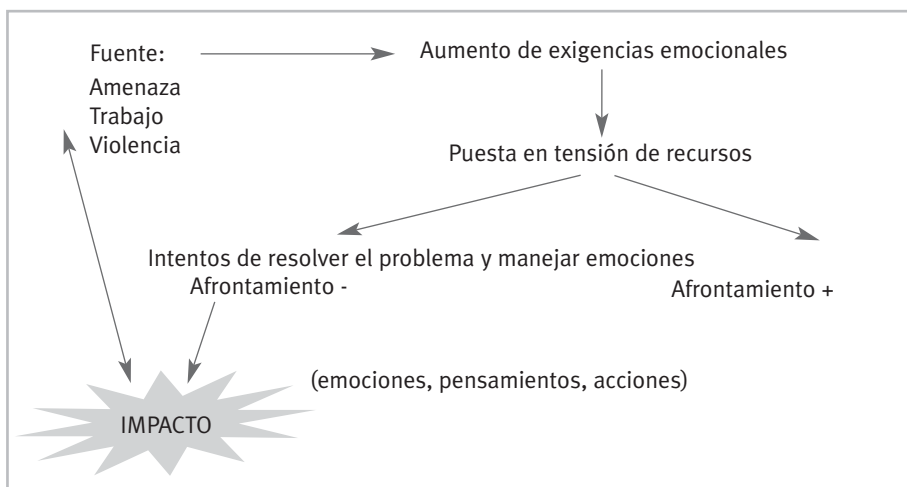 Fuente:
Amenaza
Trabajo
Violencia
Aumento de exigencias emocionales
Puesta en tensión de recursos
Intentos de resolver el problema y manejar emociones
Afrontamiento -
Afrontamiento +
(emociones, pensamientos, acciones)
IMPACTO